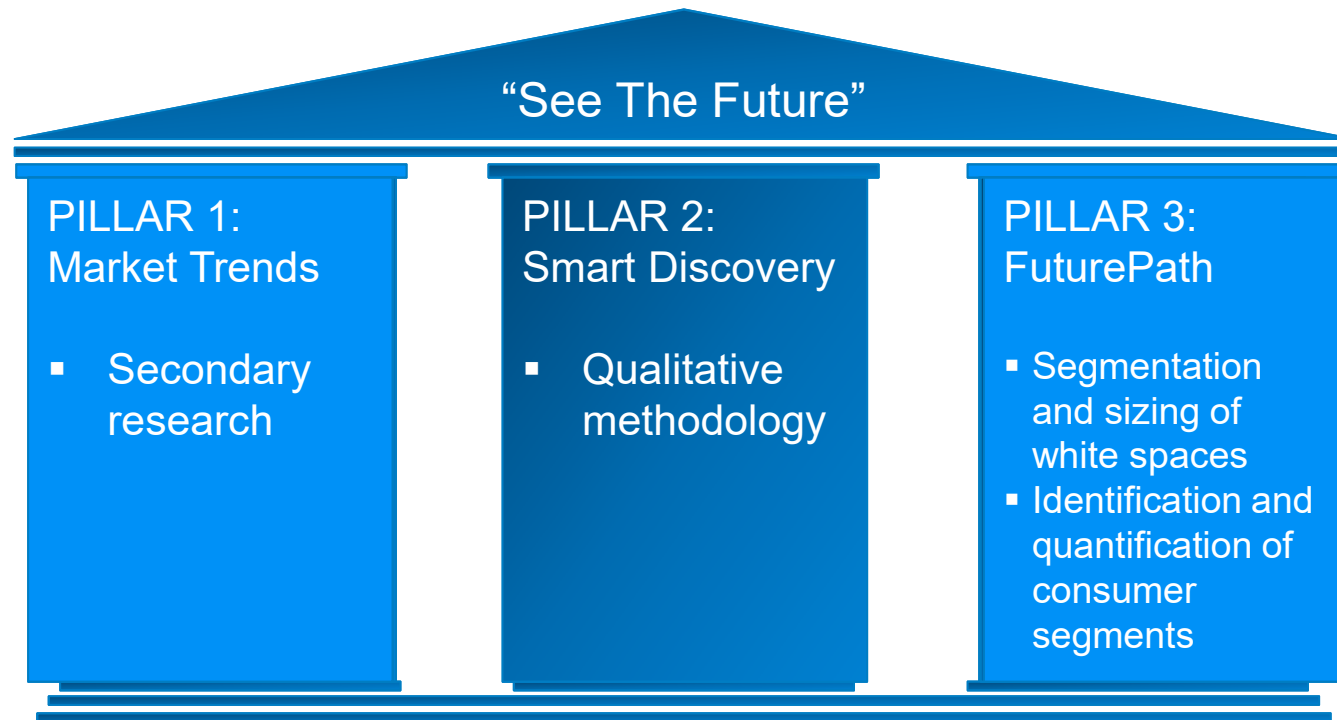 “See The Future”
PILLAR 1:
Market Trends
▪ Secondary
research
PILLAR 2:
Smart Discovery
▪ Qualitative
methodology
PILLAR 3:
FuturePath
▪ Segmentation
and sizing of
white spaces
▪ Identification and
quantification of
consumer
segments